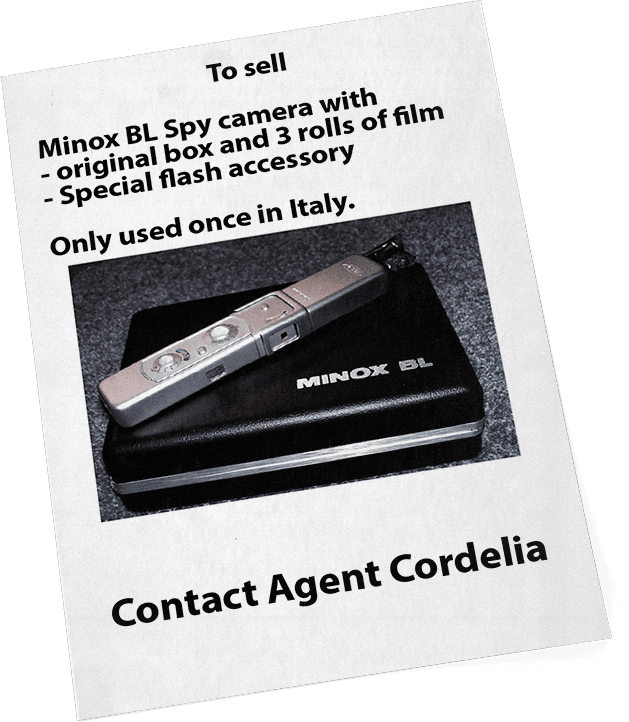 To sell
Minox BL Spy camera with
- original box and 3 rolls of film
- Special flash accessory
Only used once in Italy.
MINOX BL
Contact Agent Cordelia